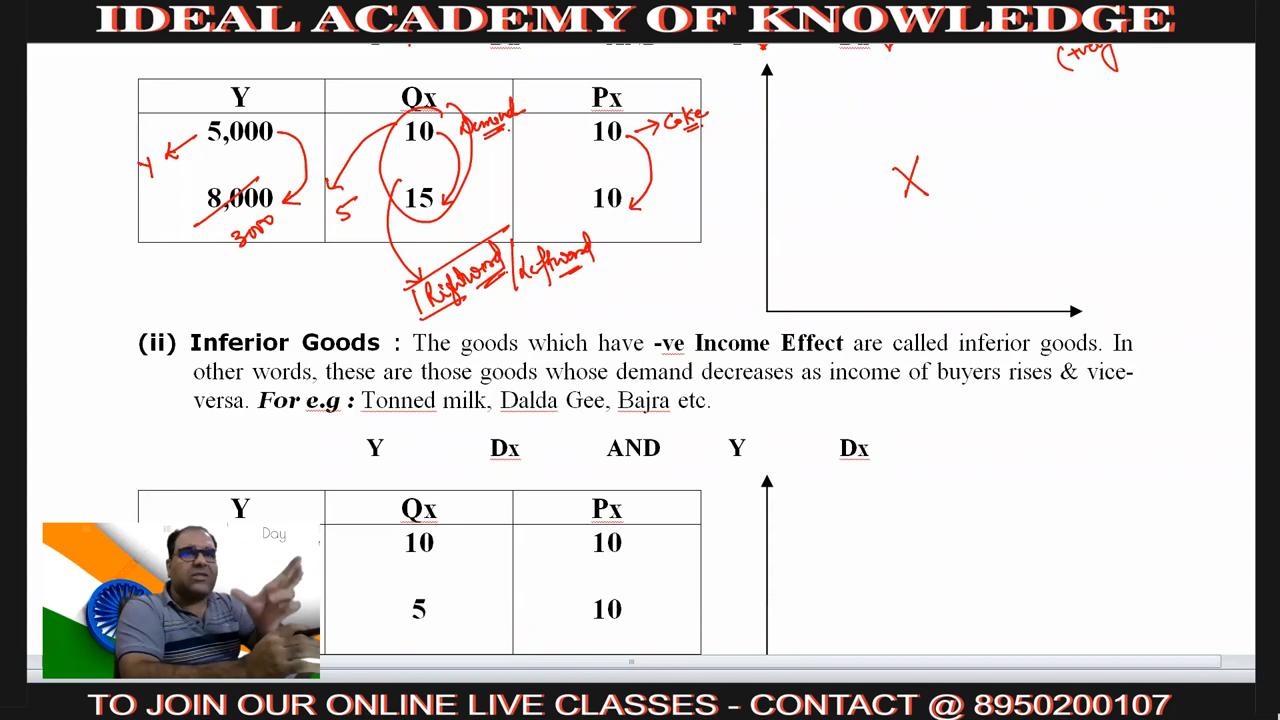 IDEAL ACADEMY OF KNOWLEDGE
AND
(+ve)
Y Qx Px
5,000 10 10
Y Demand Coke
8,000 15 10
3000 5
Rightward / Leftward
X
(ii) Inferior Goods : The goods which have -ve Income Effect are called inferior goods. In
other words, these are those goods whose demand decreases as income of buyers rises & vice-
versa. For e.g : Tonned milk, Dalda Gee, Bajra etc.
Y Dx AND Y Dx
Y Qx Px
Day
10 10
5 10
TO JOIN OUR ONLINE LIVE CLASSES - CONTACT @ 8950200107